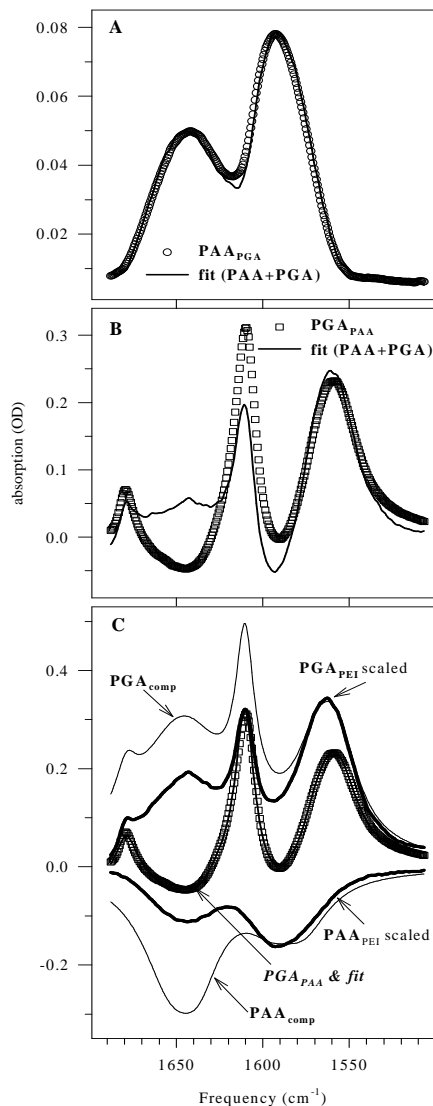 A
0.08
0.06
0.04
0.02
PAA_PGA
fit (PAA+PGA)
B
0.3
0.2
0.1
0.0
PGA_PAA
fit (PAA+PGA)
absorption (OD)
C
0.4
0.2
0.0
-0.2
PGA_comp
PGA_PEI scaled
PAA_PEI scaled
PGA_PAA & fit
PAA_comp
1650 1600 1550
Frequency (cm⁻¹)